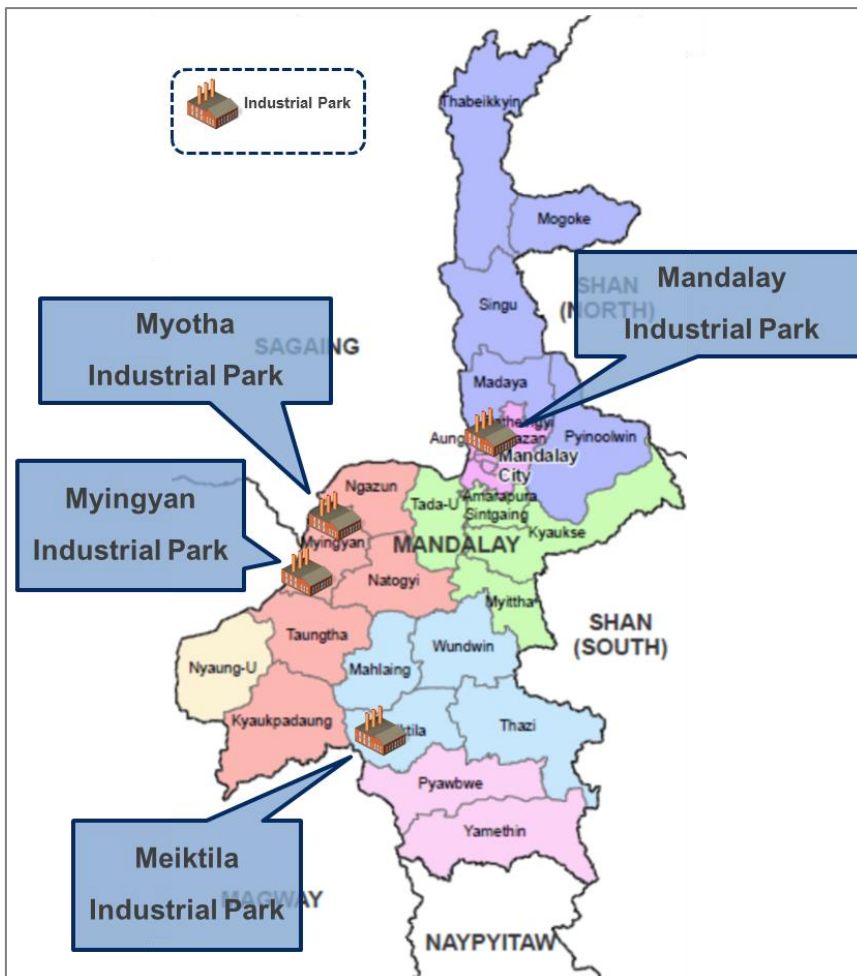 Industrial Park
Thabeikkyin
Mogoke
Mandalay
Industrial Park
SHAN
(NORTH)
Singu
Myotha
Industrial Park
SAGAING
Madaya
Aung
Pyinoolwin
Mandalay
City
Myingyan
Industrial Park
Ngazun
Tada-U
Amarapura
Sintgaing
Kyaukse
Myingyan
MANDALAY
Natogyi
Myittha
SHAN
(SOUTH)
Taungtha
Wundwin
Nyaung-U
Mahlaing
Kyaukpadaung
Thazi
Pyawbwe
Yamethin
Meiktila
Industrial Park
MAGWAY
NAYPYITAW